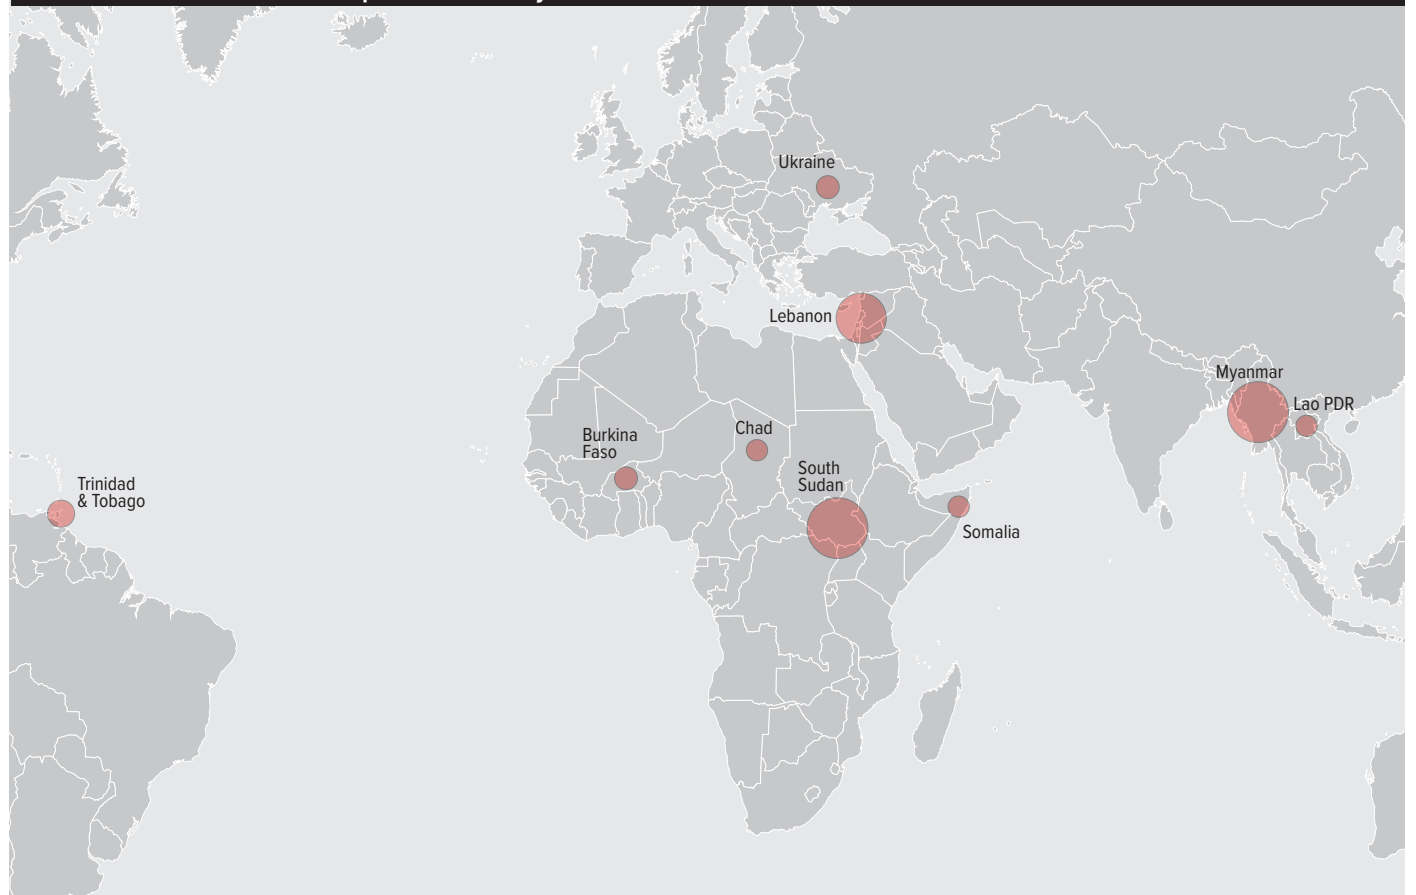 Ukraine
Lebanon
Myanmar
Lao PDR
Chad
Burkina
Faso
South
Sudan
Trinidad
& Tobago
Somalia